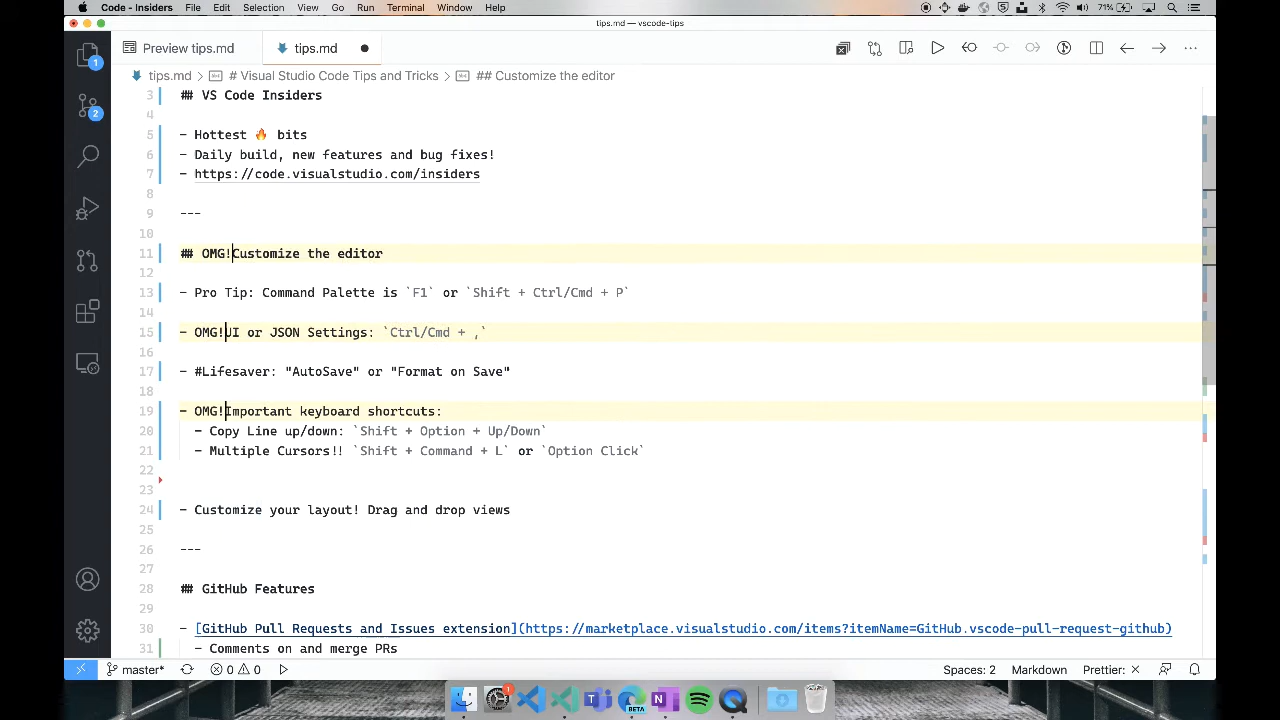 Code - Insiders File Edit Selection View Go Run Terminal Window Help 71%
tips.md — vscode-tips
Preview tips.md tips.md
tips.md > # Visual Studio Code Tips and Tricks > ## Customize the editor
3 ## VS Code Insiders
4
5 - Hottest 🔥 bits
6 - Daily build, new features and bug fixes!
7 - https://code.visualstudio.com/insiders
8
9 ---
10
11 ## OMG!Customize the editor
12
13 - Pro Tip: Command Palette is `F1` or `Shift + Ctrl/Cmd + P`
14
15 - OMG!UI or JSON Settings: `Ctrl/Cmd + ,`
16
17 - #Lifesaver: "AutoSave" or "Format on Save"
18
19 - OMG!Important keyboard shortcuts:
20 - Copy Line up/down: `Shift + Option + Up/Down`
21 - Multiple Cursors!! `Shift + Command + L` or `Option Click`
22
23
24 - Customize your layout! Drag and drop views
25
26 ---
27
28 ## GitHub Features
29
30 - [GitHub Pull Requests and Issues extension](https://marketplace.visualstudio.com/items?itemName=GitHub.vscode-pull-request-github)
31 - Comments on and merge PRs
1
2
master* 0 0 Spaces: 2 Markdown Prettier: ×
1
BETA